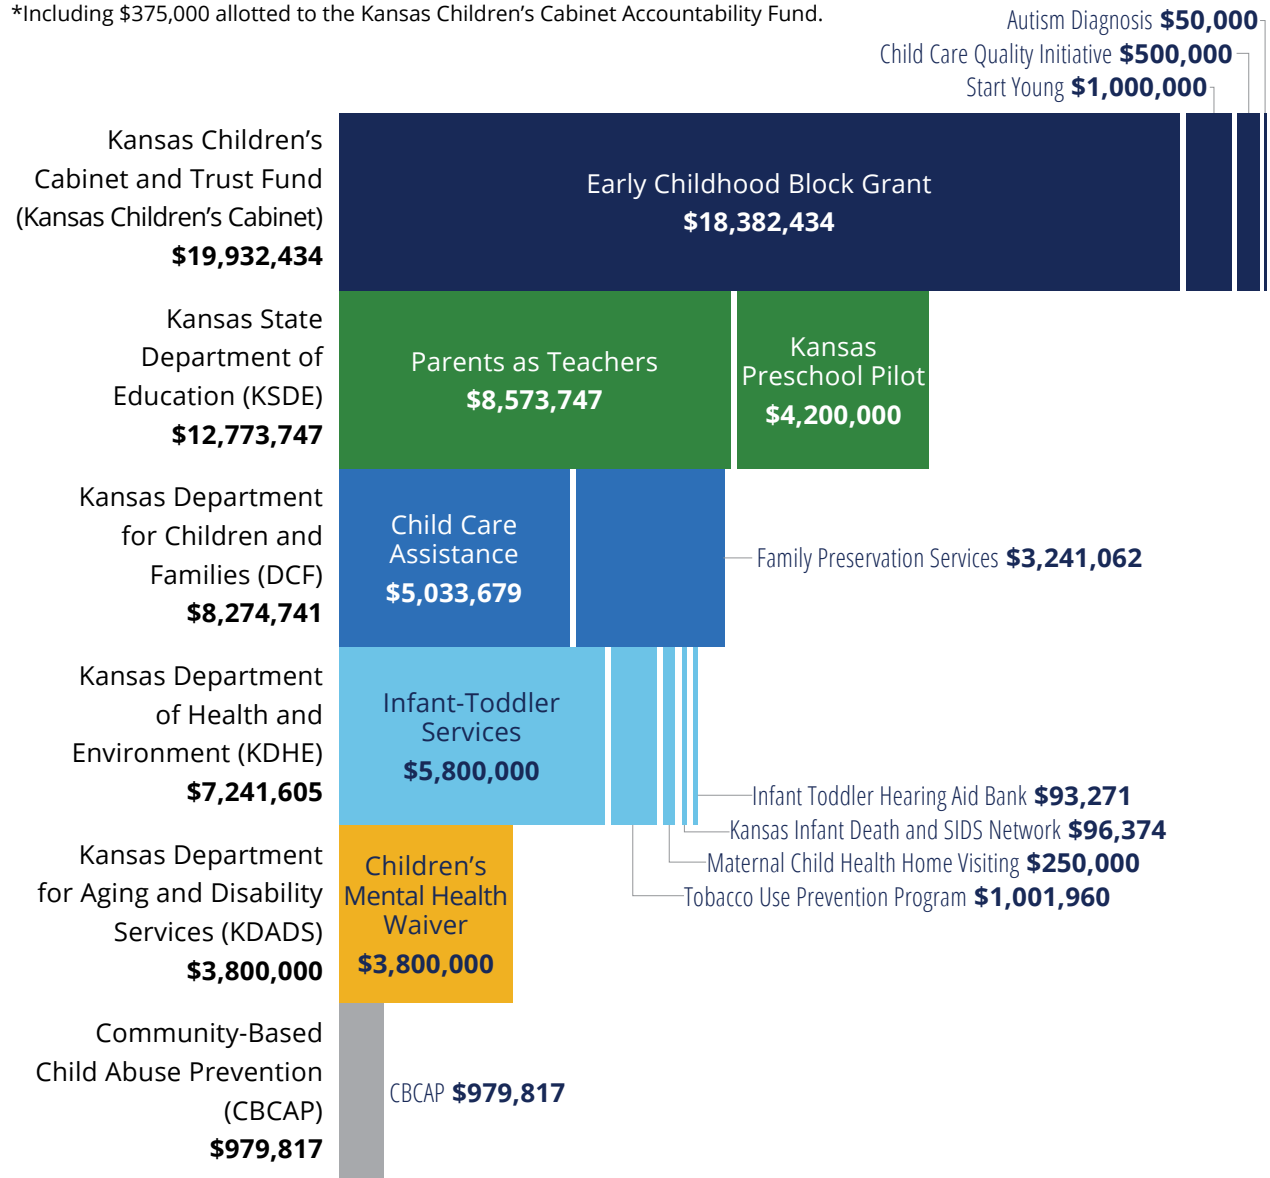 *Including $375,000 allotted to the Kansas Children’s Cabinet Accountability Fund.
Autism Diagnosis $50,000
Child Care Quality Initiative $500,000
Start Young $1,000,000
Kansas Children’s
Cabinet and Trust Fund
(Kansas Children’s Cabinet)
$19,932,434
Early Childhood Block Grant
$18,382,434
Kansas State
Department of
Education (KSDE)
$12,773,747
Parents as Teachers
$8,573,747
Kansas
Preschool Pilot
$4,200,000
Kansas Department
for Children and
Families (DCF)
$8,274,741
Child Care
Assistance
$5,033,679
Family Preservation Services $3,241,062
Kansas Department
of Health and
Environment (KDHE)
$7,241,605
Infant-Toddler
Services
$5,800,000
Infant Toddler Hearing Aid Bank $93,271
Kansas Infant Death and SIDS Network $96,374
Maternal Child Health Home Visiting $250,000
Tobacco Use Prevention Program $1,001,960
Kansas Department
for Aging and Disability
Services (KDADS)
$3,800,000
Children’s
Mental Health
Waiver
$3,800,000
Community-Based
Child Abuse Prevention
(CBCAP)
$979,817
CBCAP $979,817